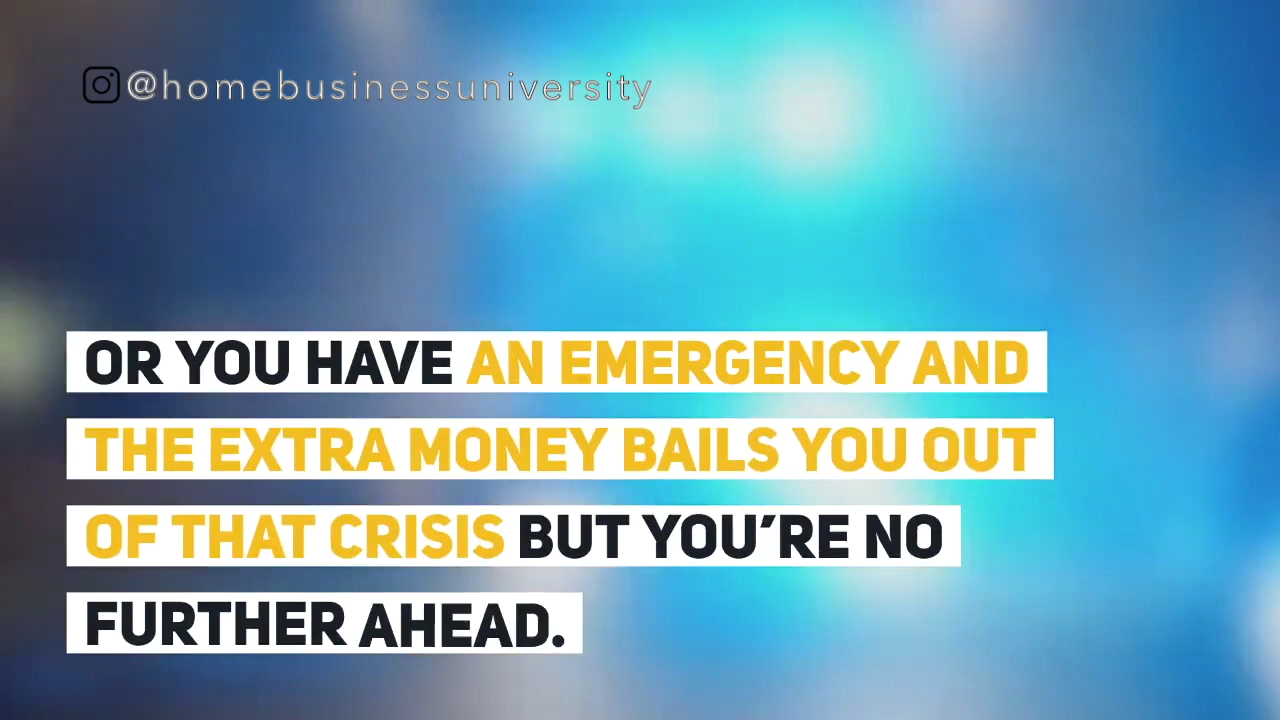 @homebusinessuniversity
OR YOU HAVE AN EMERGENCY AND
THE EXTRA MONEY BAILS YOU OUT
OF THAT CRISIS BUT YOU’RE NO
FURTHER AHEAD.